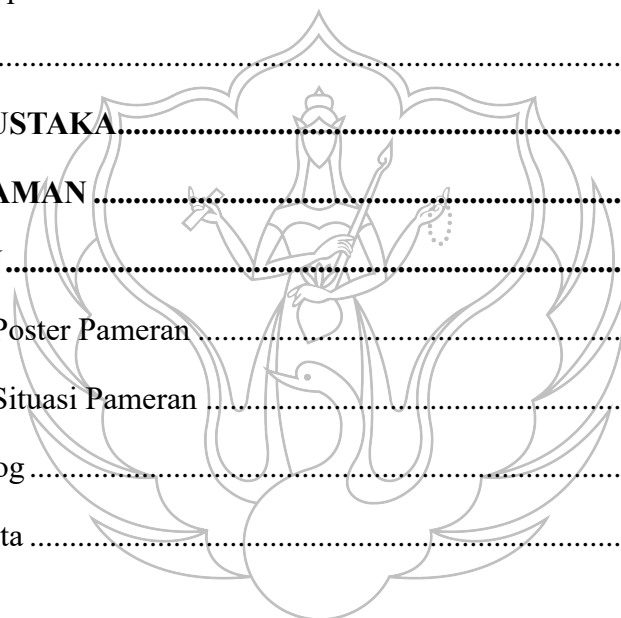 ........................................................................
USTAKA........................................................................
AMAN ........................................................................
........................................................................
Poster Pameran ........................................................................
Situasi Pameran ........................................................................
og ........................................................................
ta ........................................................................